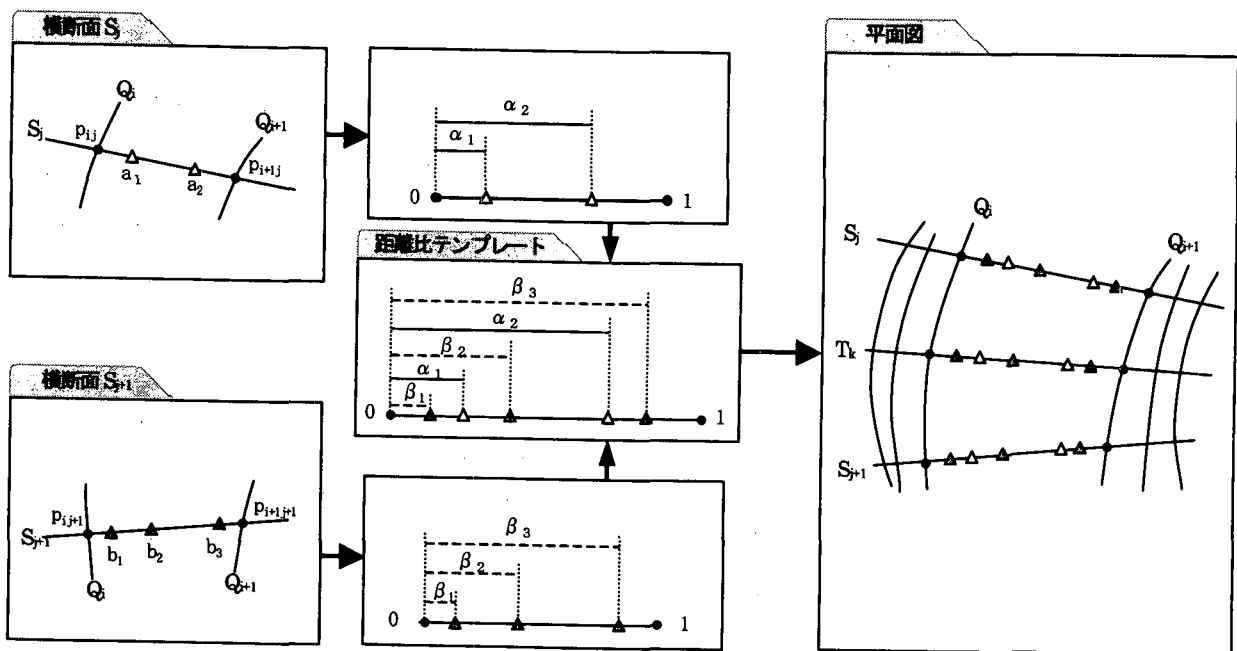 横断面 Sj
Qi
Qi+1
Sj
pij
pi+1j
a1
a2
α2
α1
0
1
距離比テンプレート
β3
α2
β2
α1
β1
0
1
横断面 Sj+1
pij+1
pi+1j+1
Sj+1
b1
b2
b3
Qi
Qi+1
β3
β2
β1
0
1
平面図
Qi
Qi+1
Sj
Tk
Sj+1